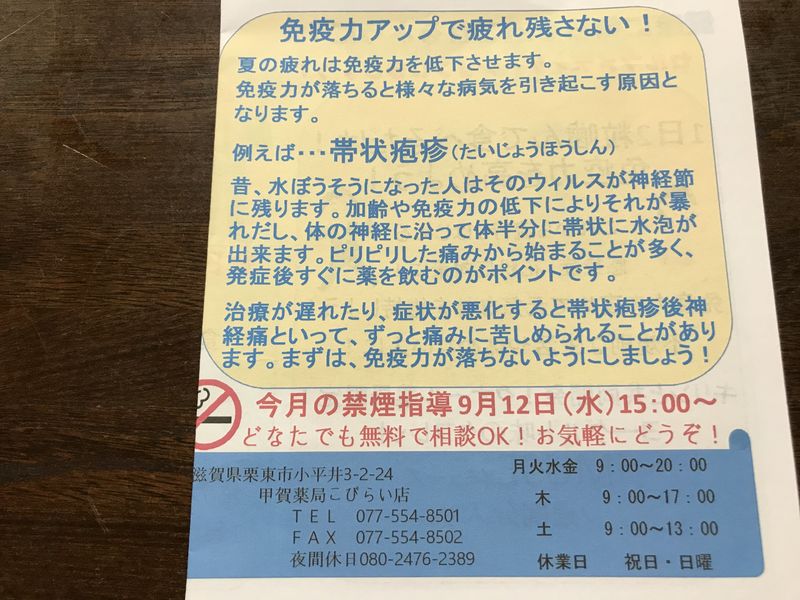 免疫力アップで疲れ残さない！
夏の疲れは免疫力を低下させます。
免疫力が落ちると様々な病気を引き起こす原因と
なります。
例えば･･･帯状疱疹(たいじょうほうしん)
昔、水ぼうそうになった人はそのウィルスが神経節
に残ります。加齢や免疫力の低下によりそれが暴
れだし、体の神経に沿って体半分に帯状に水泡が
出来ます。ピリピリした痛みから始まることが多く、
発症後すぐに薬を飲むのがポイントです。
治療が遅れたり、症状が悪化すると帯状疱疹後神
経痛といって、ずっと痛みに苦しめられることがあり
ます。まずは、免疫力が落ちないようにしましょう！
今月の禁煙指導 9月12日(水)15:00～
どなたでも無料で相談OK！お気軽にどうぞ！
滋賀県栗東市小平井3-2-24
甲賀薬局こびらい店
ＴＥＬ 077-554-8501
ＦＡＸ 077-554-8502
夜間休日080-2476-2389
月火水金 9：00～20：00
木 9：00～17：00
土 9：00～13：00
休業日 祝日・日曜